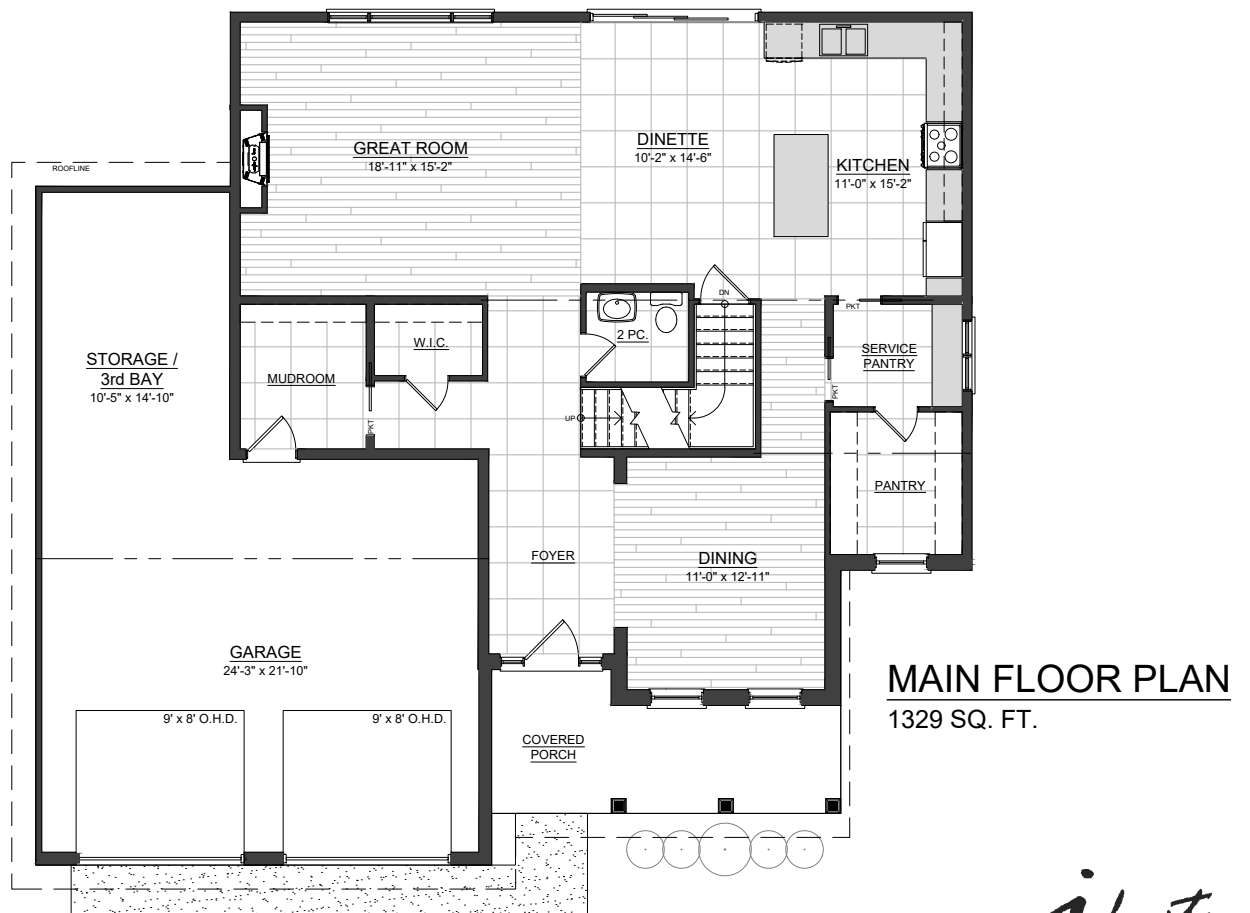 GREAT ROOM
18'-11" x 15'-2"
DINETTE
10'-2" x 14'-6"
KITCHEN
11'-0" x 15'-2"
ROOFLINE
DN
PKT
2 PC.
W.I.C.
MUDROOM
SERVICE
PANTRY
STORAGE /
3rd BAY
10'-5" x 14'-10"
PKT
UP
PKT
PANTRY
FOYER
DINING
11'-0" x 12'-11"
GARAGE
24'-3" x 21'-10"
MAIN FLOOR PLAN
1329 SQ. FT.
9' x 8' O.H.D.
9' x 8' O.H.D.
COVERED
PORCH